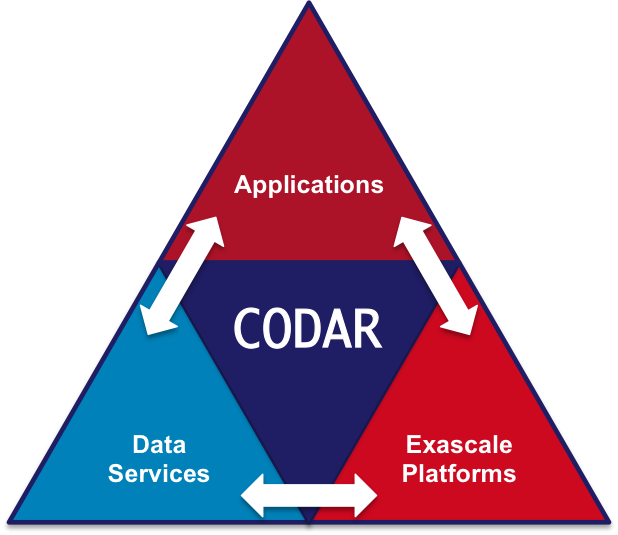 Applications
CODAR
Data
Services
Exascale
Platforms